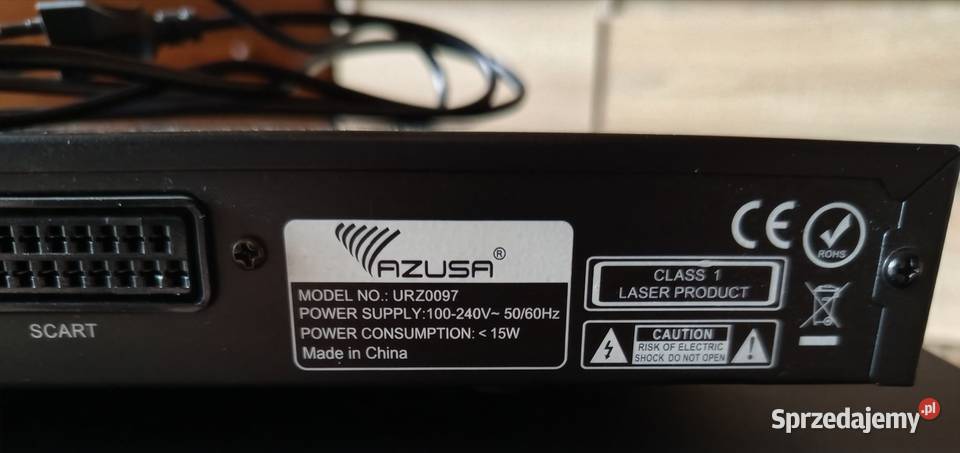 SCART
AZUSA®
MODEL NO.: URZ0097
POWER SUPPLY:100-240V~ 50/60Hz
POWER CONSUMPTION: < 15W
Made in China
CE
ROHS
CLASS 1
LASER PRODUCT
CAUTION
RISK OF ELECTRIC
SHOCK DO NOT OPEN
Sprzedajemy.pl